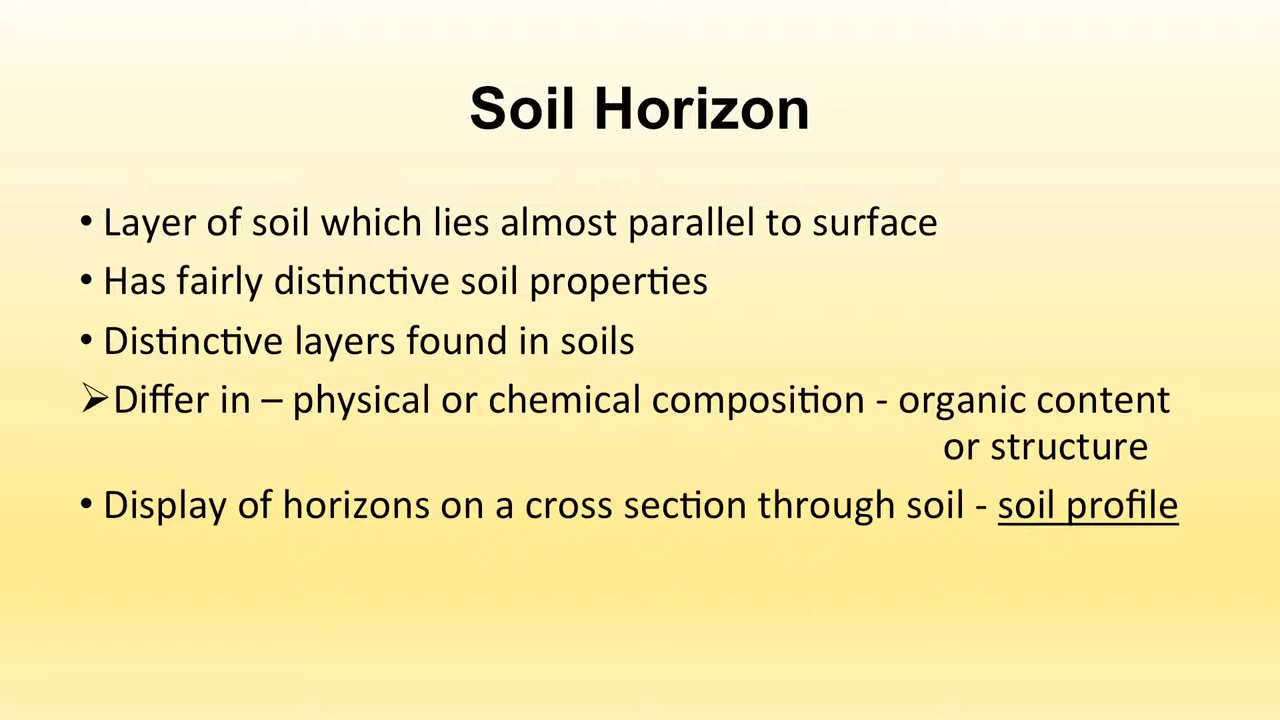 Soil Horizon
• Layer of soil which lies almost parallel to surface
• Has fairly distinctive soil properties
• Distinctive layers found in soils
➢Differ in – physical or chemical composition - organic content
or structure
• Display of horizons on a cross section through soil - soil profile